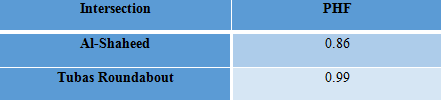 Intersection PHF
Al-Shaheed 0.86
Tubas Roundabout 0.99